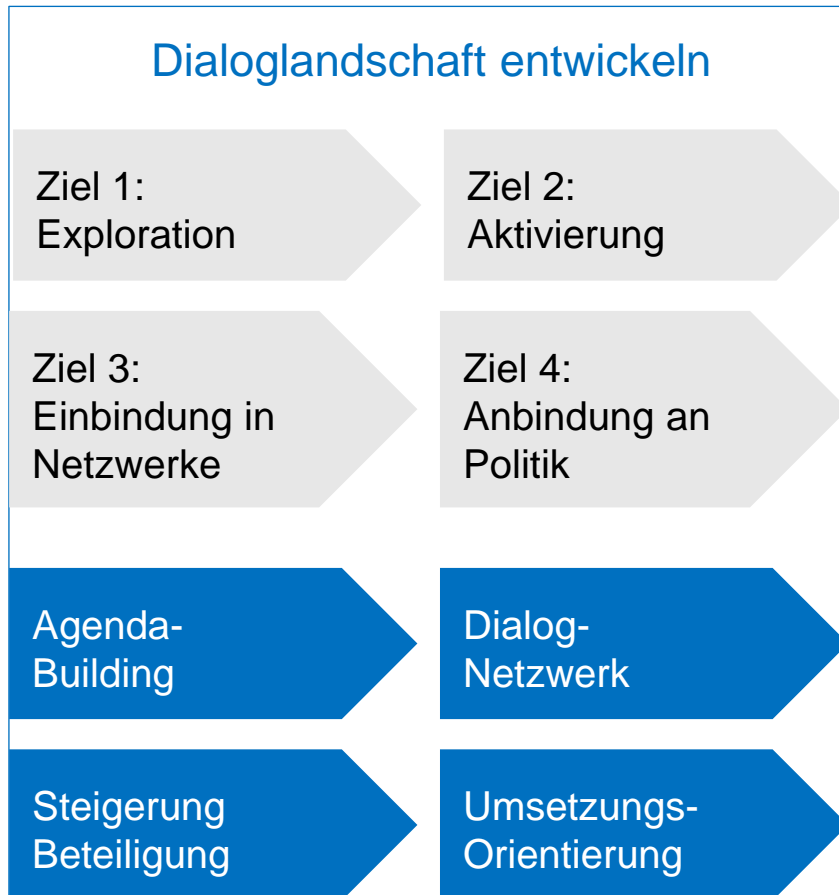 Dialoglandschaft entwickeln
Ziel 1:
Exploration
Ziel 2:
Aktivierung
Ziel 3:
Einbindung in
Netzwerke
Ziel 4:
Anbindung an
Politik
Agenda-
Building
Dialog-
Netzwerk
Steigerung
Beteiligung
Umsetzungs-
Orientierung